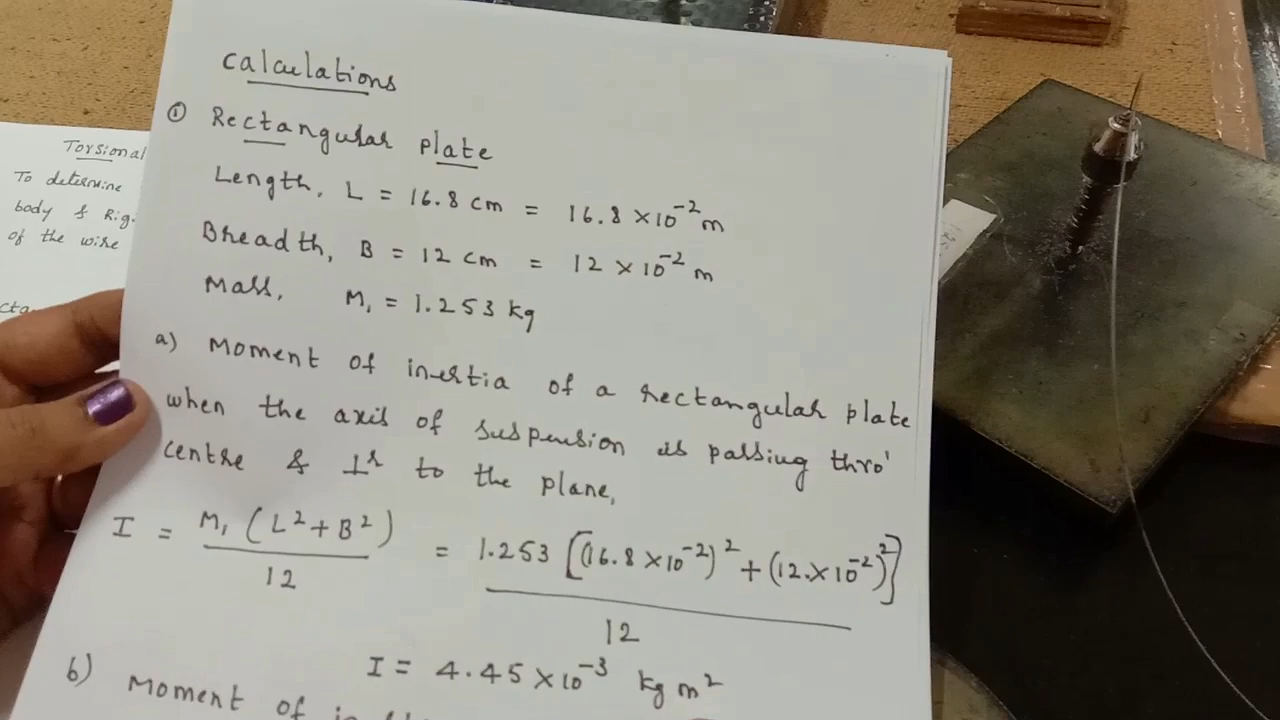 Torsional
To determine
body & Rig.
of the wire
Calculations
① Rectangular plate
Length, L = 16.8 cm = 16.8 × 10⁻² m
Breadth, B = 12 cm = 12 × 10⁻² m
Mass, M₁ = 1.253 kg
a) Moment of inertia of a rectangular plate
when the axis of suspension is passing thro'
centre & ⊥ʳ to the plane,
I = M₁ (L² + B²) / 12 = 1.253 [(16.8 × 10⁻²)² + (12. × 10⁻²)²] / 12
I = 4.45 × 10⁻³ kg m²
b) Moment of